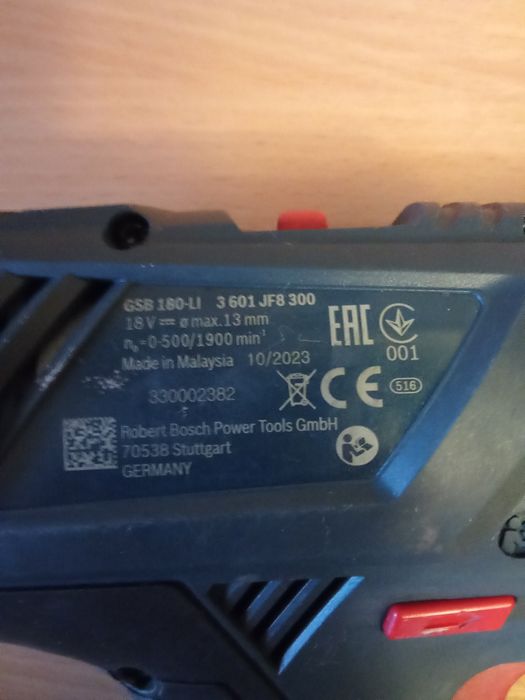 GSB 180-LI 3 601 JF8 300
18 V ⎓ ø max. 13 mm
n₀=0-500/1900 min⁻¹
Made in Malaysia 10/2023
330002382
EAC
001
CE
516
Robert Bosch Power Tools GmbH
70538 Stuttgart
GERMANY